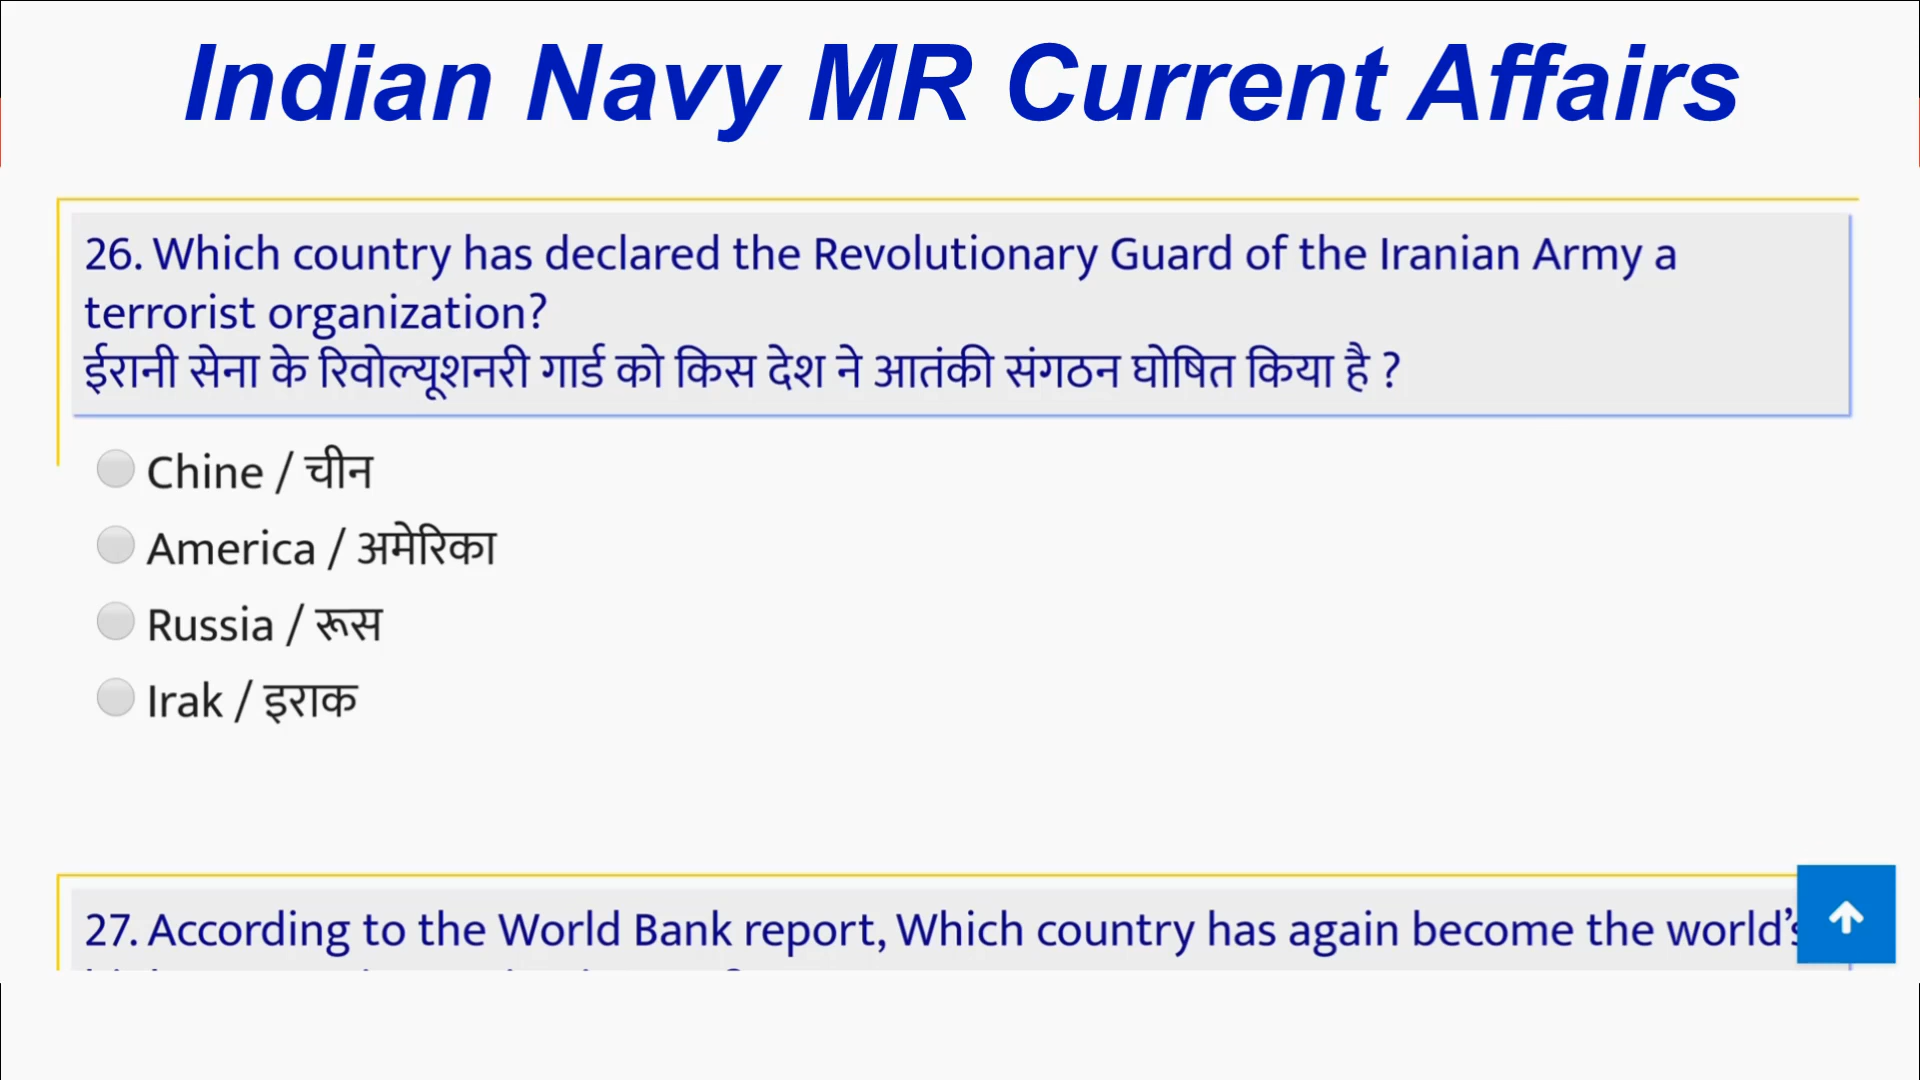 Indian Navy MR Current Affairs
26. Which country has declared the Revolutionary Guard of the Iranian Army a
terrorist organization?
ईरानी सेना के रिवोल्यूशनरी गार्ड को किस देश ने आतंकी संगठन घोषित किया है ?
Chine / चीन
America / अमेरिका
Russia / रूस
Irak / इराक
27. According to the World Bank report, Which country has again become the world's